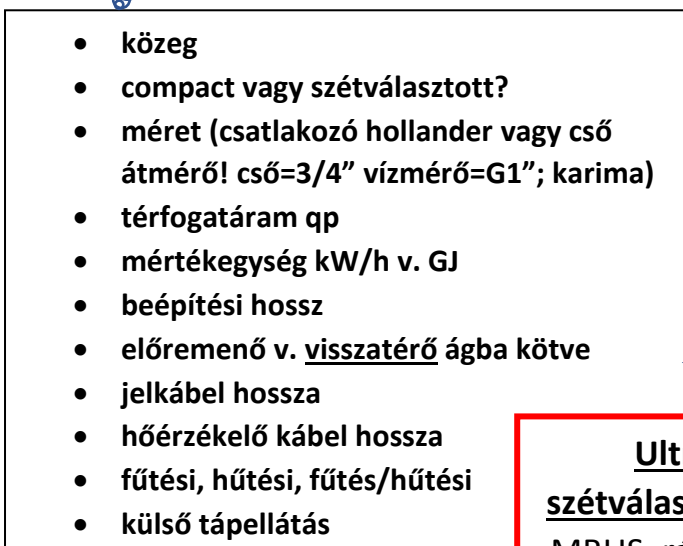 • közeg
• compact vagy szétválasztott?
• méret (csatlakozó hollander vagy cső
átmérő! cső=3/4” vízmérő=G1”; karima)
• térfogatáram qp
• mértékegység kW/h v. GJ
• beépítési hossz
• előremenő v. visszatérő ágba kötve
• jelkábel hossza
• hőérzékelő kábel hossza
• fűtési, hűtési, fűtés/hűtési
• külső tápellátás
Ult
szétválas